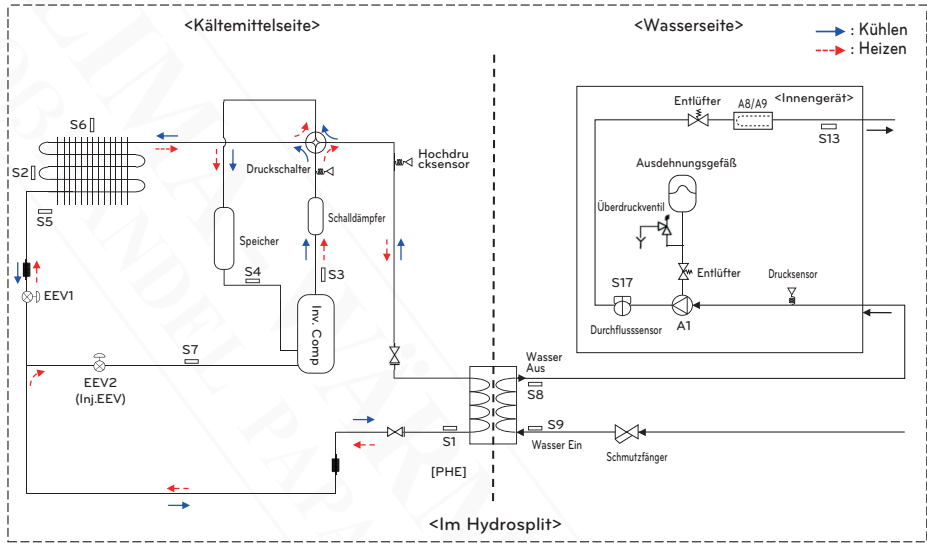 <Kältemittelseite>
<Wasserseite>
: Kühlen
: Heizen
<Innengerät>
Entlüfter
A8/A9
S13
S6
S2
S5
Druckschalter
Hochdru
cksensor
Ausdehnungsgefäß
Überdruckventil
Speicher
Schalldämpfer
S4
S3
Entlüfter
Drucksensor
S17
EEV1
Inv. Comp
Durchflusssensor
A1
S7
EEV2
(Inj.EEV)
Wasser
Aus
S8
S1
S9
Wasser Ein
Schmutzfänger
[PHE]
<Im Hydrosplit>